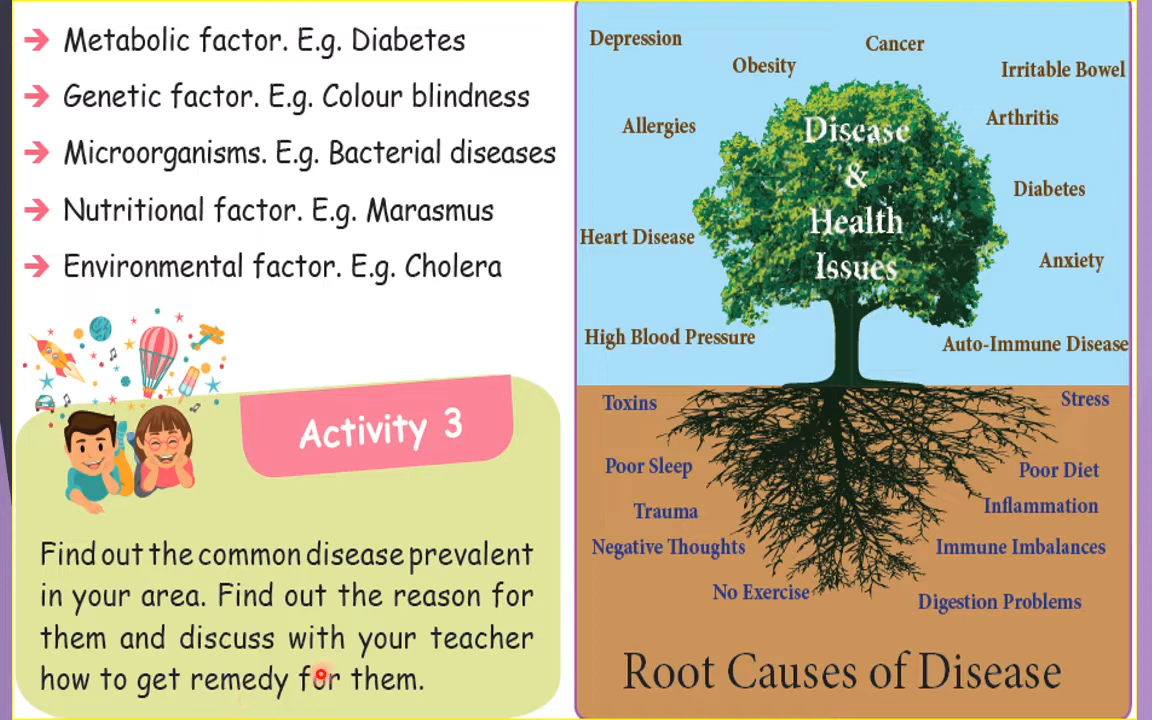 Metabolic factor. E.g. Diabetes
Genetic factor. E.g. Colour blindness
Microorganisms. E.g. Bacterial diseases
Nutritional factor. E.g. Marasmus
Environmental factor. E.g. Cholera
Activity 3
Find out the common disease prevalent
in your area. Find out the reason for
them and discuss with your teacher
how to get remedy for them.
Depression
Cancer
Obesity
Irritable Bowel
Allergies
Arthritis
Disease
&
Health
Issues
Diabetes
Heart Disease
Anxiety
High Blood Pressure
Auto-Immune Disease
Toxins
Stress
Poor Sleep
Poor Diet
Trauma
Inflammation
Negative Thoughts
Immune Imbalances
No Exercise
Digestion Problems
Root Causes of Disease